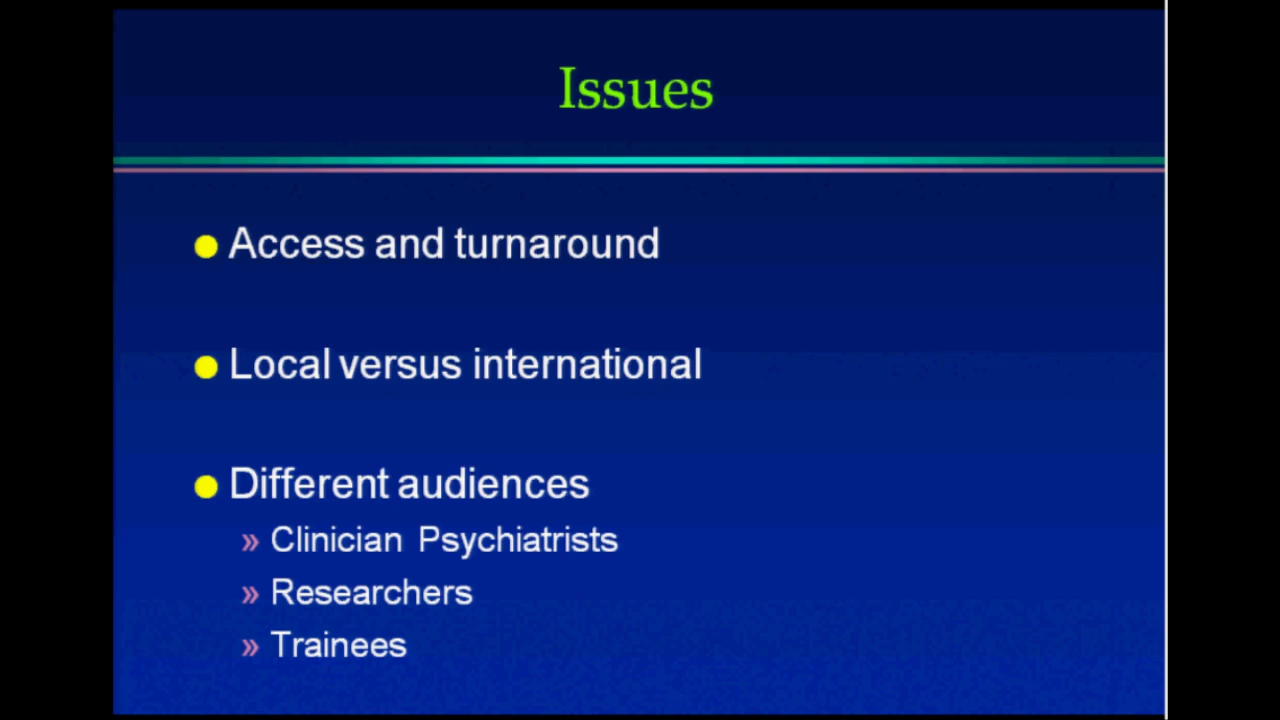 Issues
Access and turnaround
Local versus international
Different audiences
» Clinician Psychiatrists
» Researchers
» Trainees